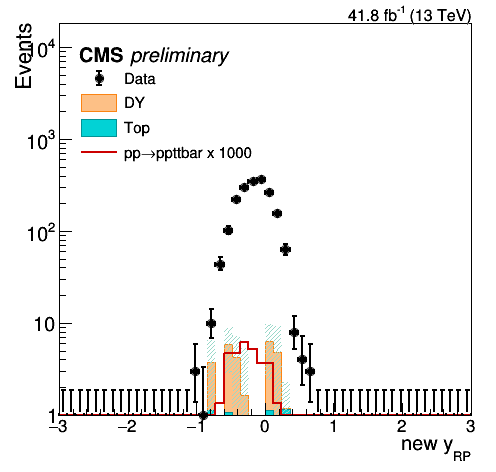 41.8 fb⁻¹ (13 TeV)
Events
CMS preliminary
Data
DY
Top
pp→ppttbar x 1000
10⁴
10³
10²
10
1
−3 −2 −1 0 1 2 3
new y_RP